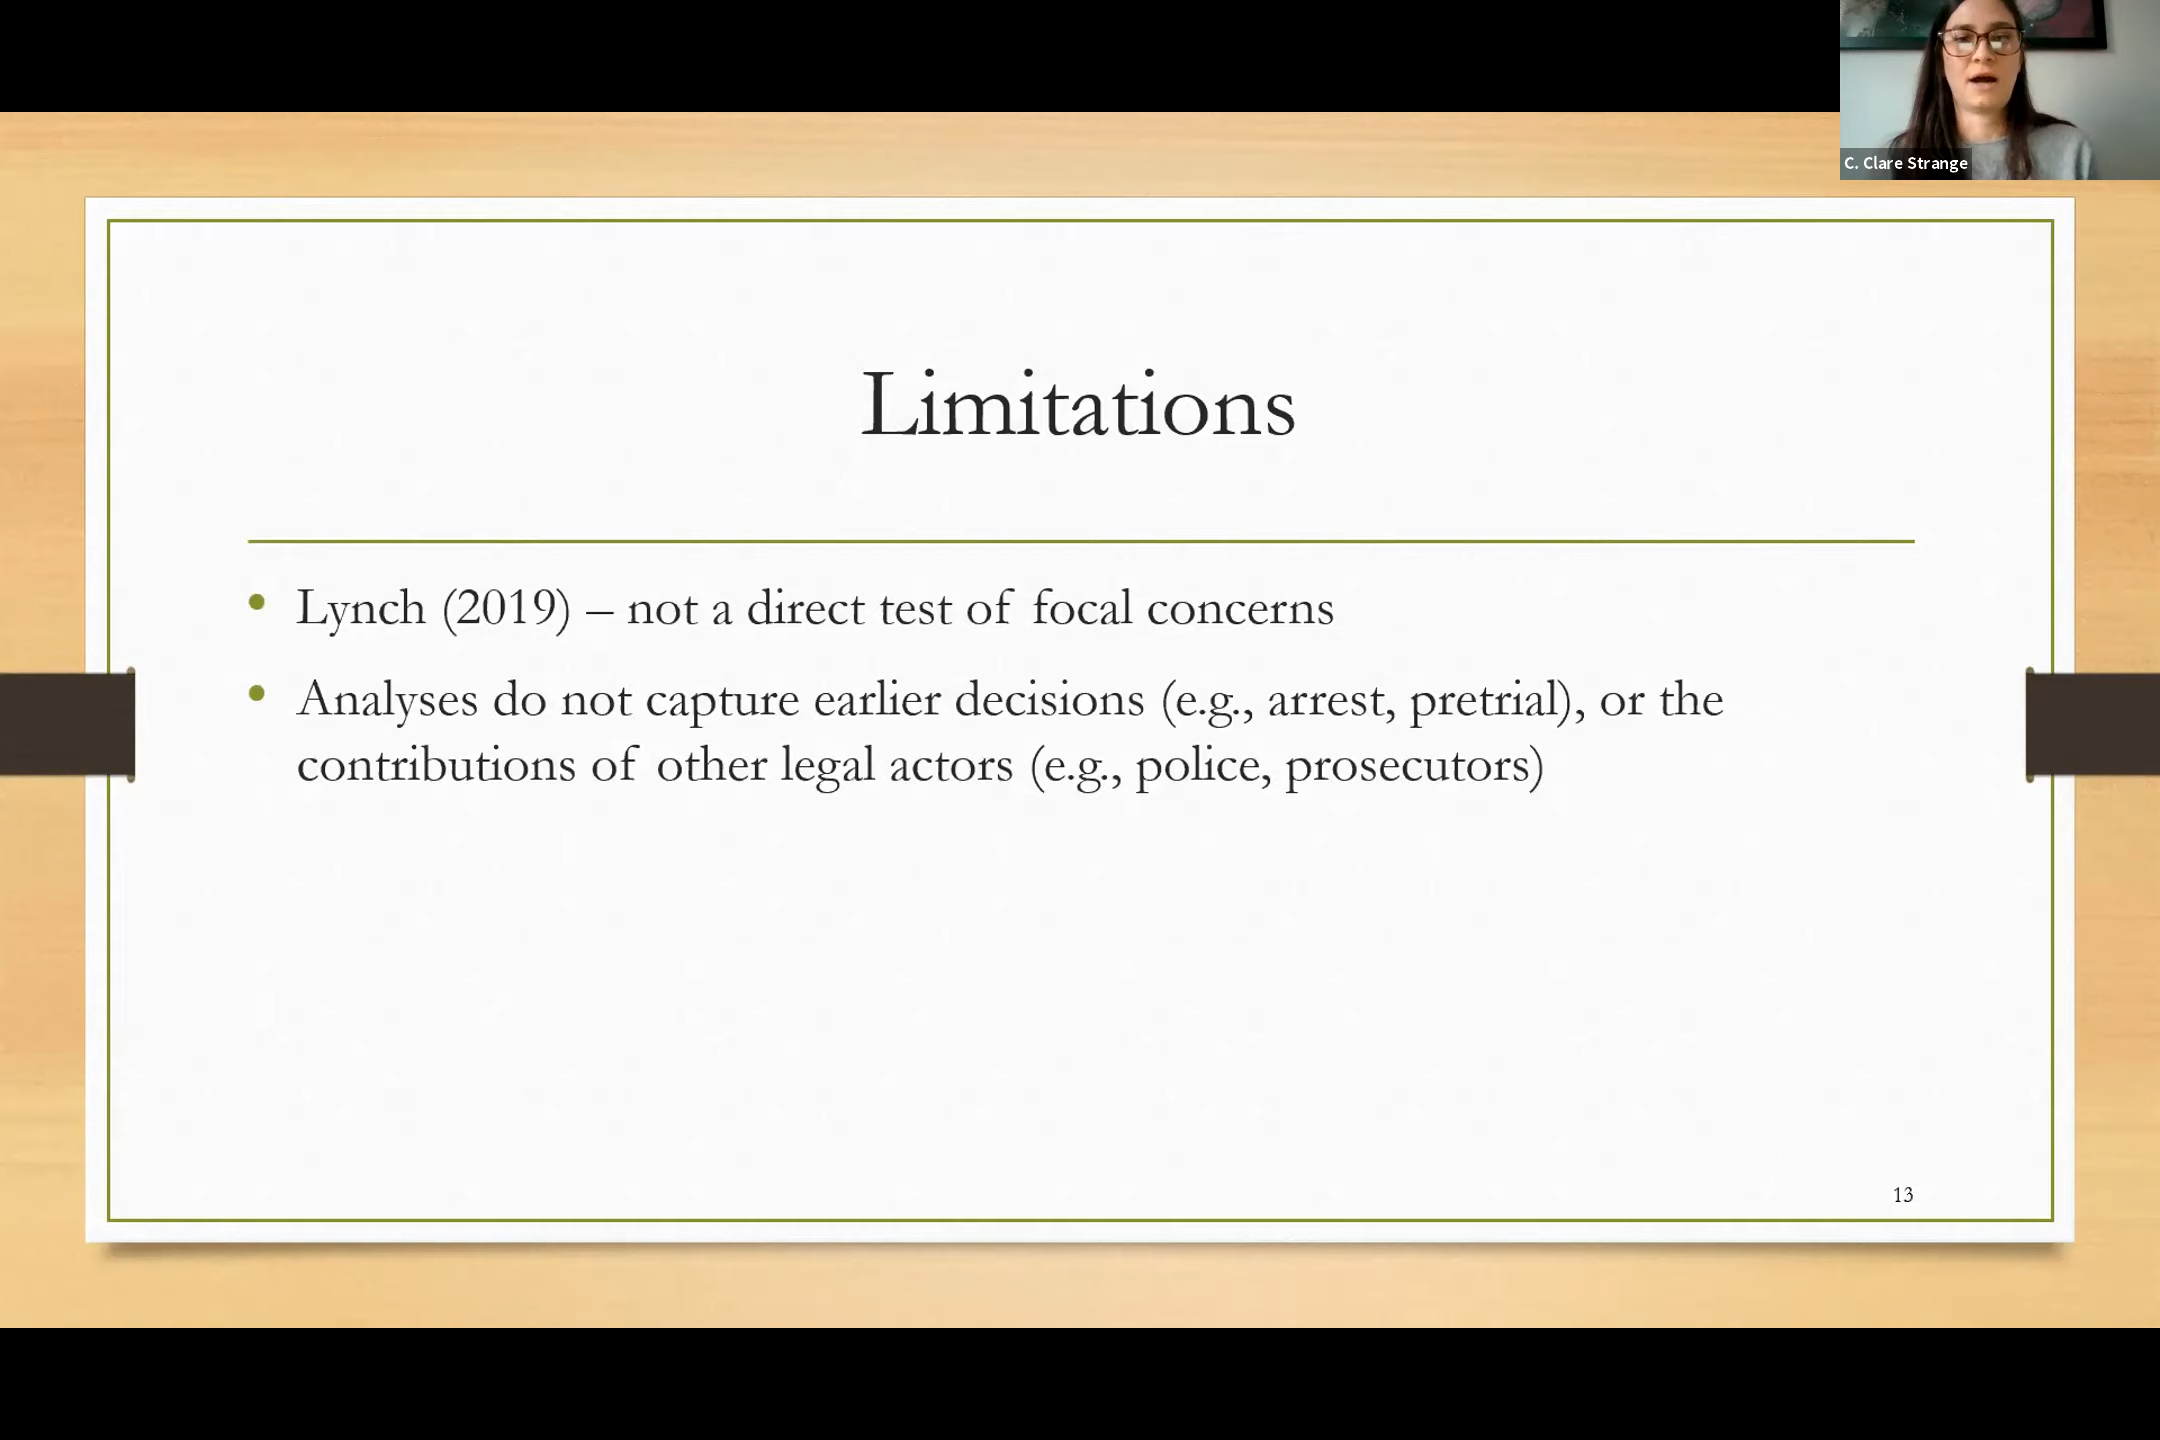 C. Clare Strange
Limitations
• Lynch (2019) – not a direct test of focal concerns
• Analyses do not capture earlier decisions (e.g., arrest, pretrial), or the
contributions of other legal actors (e.g., police, prosecutors)
13